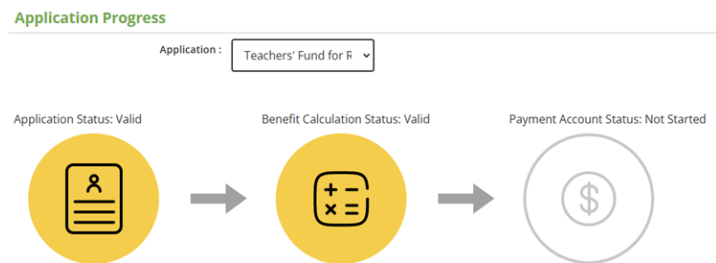 Application Progress
Application :
Teachers' Fund for R
Application Status: Valid
Benefit Calculation Status: Valid
Payment Account Status: Not Started